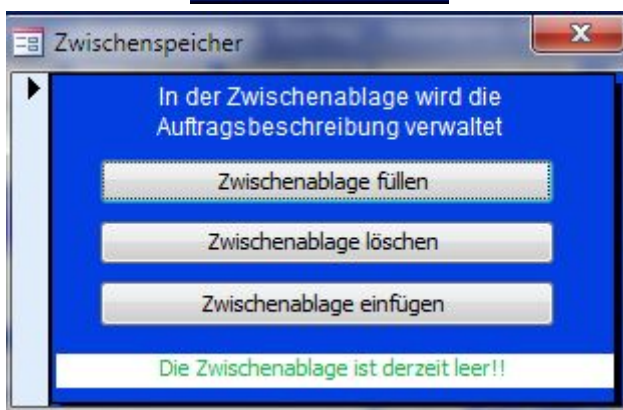 Zwischenspeicher
In der Zwischenablage wird die
Auftragsbeschreibung verwaltet
Zwischenablage füllen
Zwischenablage löschen
Zwischenablage einfügen
Die Zwischenablage ist derzeit leer!!